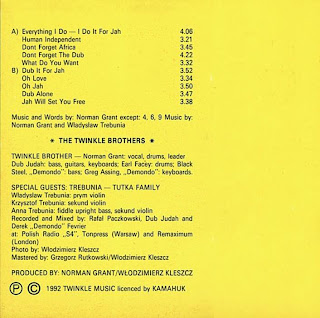 A) Everything I Do — I Do It For Jah 4.06
Human Independent 3.21
Dont Forget Africa 3.45
Dont Forget The Dub 4.22
What Do You Want 3.32
B) Dub It For Jah 3.52
Oh Love 3.34
Oh Jah 3.50
Dub Alone 3.47
Jah Will Set You Free 3.38
Music and Words by: Norman Grant except: 4, 6, 9 Music by:
Norman Grant and Władysław Trebunia
★ THE TWINKLE BROTHERS ★
TWINKLE BROTHER — Norman Grant: vocal, drums, leader
Dub Judah: bass, guitars, keyboards; Earl Facey: drums; Black
Steel, „Demondo": bars; Greg Assing, „Demondo": keyboards.
SPECIAL GUESTS: TREBUNIA — TUTKA FAMILY
Władysław Trebunia: prym violin
Krzysztof Trebunia: sekund violin
Anna Trebunia: fiddle upright bass, sekund violin
Recorded and Mixed by: Rafał Paczkowski, Dub Judah and
Derek „Demondo" Fevrier
at: Polish Radio „S4", Tonpress (Warsaw) and Remaximum
(London)
Photo by: Włodzimierz Kleszcz
Mastered by: Grzegorz Rutkowski/Włodzimierz Kleszcz
PRODUCED BY: NORMAN GRANT/WŁODZIMIERZ KLESZCZ
Ⓟ © 1992 TWINKLE MUSIC licenced by KAMAHUK